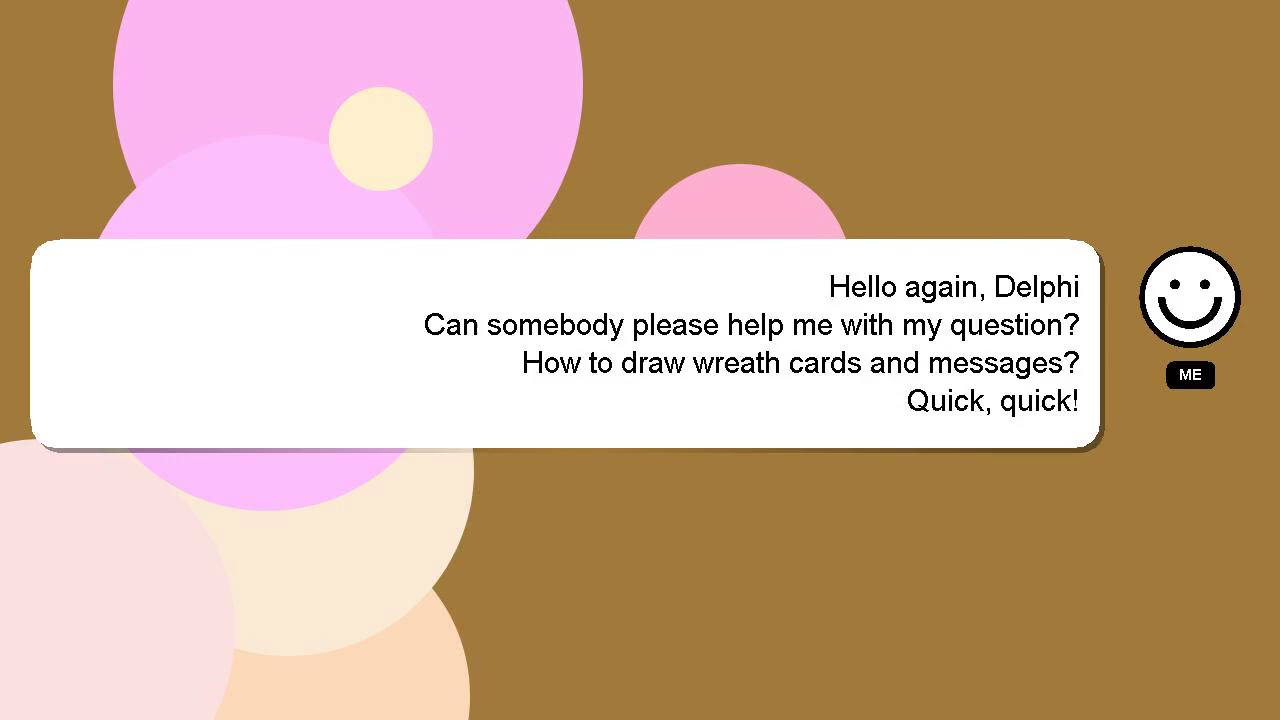 Hello again, Delphi
Can somebody please help me with my question?
How to draw wreath cards and messages?
Quick, quick!
ME